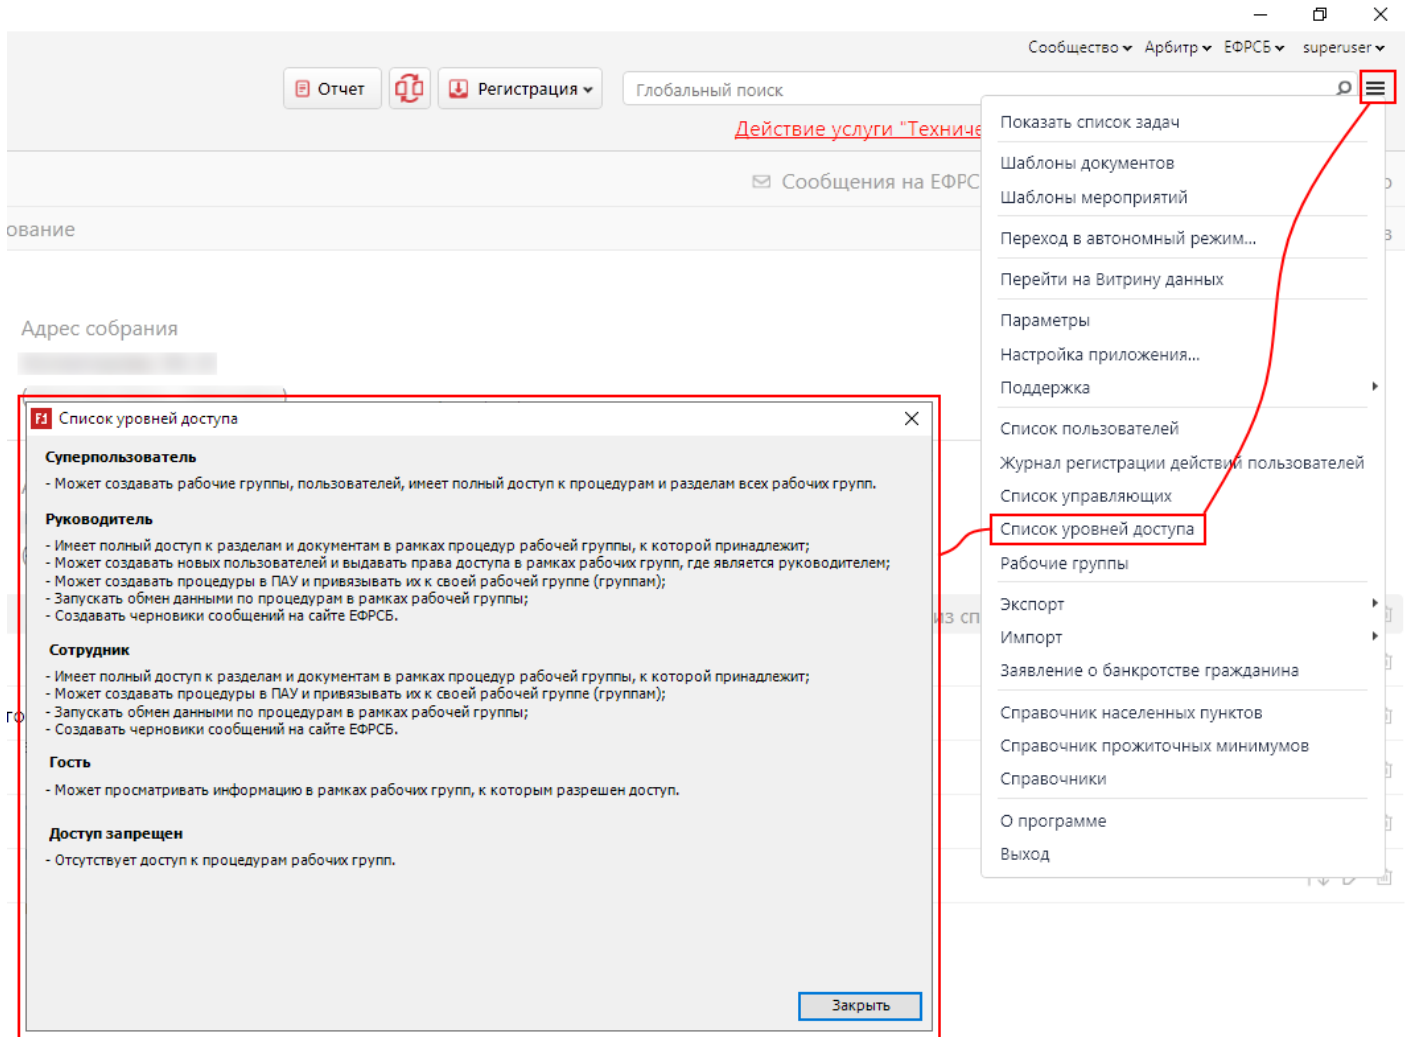 Сообщество Арбитр ЕФРСБ superuser
Отчет
Регистрация
Глобальный поиск
Действие услуги "Техниче
Сообщения на ЕФРС
ование
Адрес собрания
Показать список задач
Шаблоны документов
Шаблоны мероприятий
Переход в автономный режим...
Перейти на Витрину данных
Параметры
Настройка приложения...
Поддержка
Список пользователей
Журнал регистрации действий пользователей
Список управляющих
Список уровней доступа
Рабочие группы
Экспорт
Импорт
Заявление о банкротстве гражданина
Справочник населенных пунктов
Справочник прожиточных минимумов
Справочники
О программе
Выход
из сп
го
Список уровней доступа
Суперпользователь
- Может создавать рабочие группы, пользователей, имеет полный доступ к процедурам и разделам всех рабочих групп.
Руководитель
- Имеет полный доступ к разделам и документам в рамках процедур рабочей группы, к которой принадлежит;
- Может создавать новых пользователей и выдавать права доступа в рамках рабочих групп, где является руководителем;
- Может создавать процедуры в ПАУ и привязывать их к своей рабочей группе (группам);
- Запускать обмен данными по процедурам в рамках рабочей группы;
- Создавать черновики сообщений на сайте ЕФРСБ.
Сотрудник
- Имеет полный доступ к разделам и документам в рамках процедур рабочей группы, к которой принадлежит;
- Может создавать процедуры в ПАУ и привязывать их к своей рабочей группе (группам);
- Запускать обмен данными по процедурам в рамках рабочей группы;
- Создавать черновики сообщений на сайте ЕФРСБ.
Гость
- Может просматривать информацию в рамках рабочих групп, к которым разрешен доступ.
Доступ запрещен
- Отсутствует доступ к процедурам рабочих групп.
Закрыть